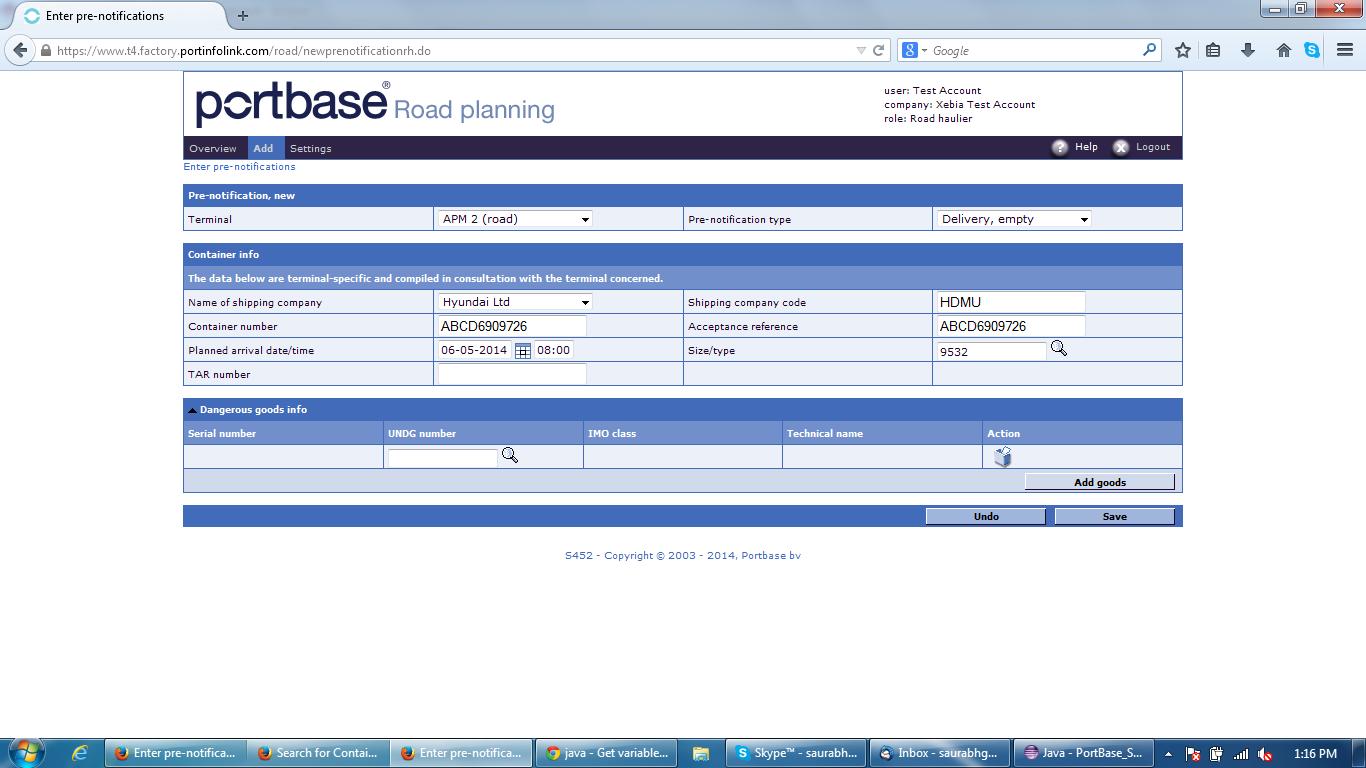 Enter pre-notifications
https://www.t4.factory.portinfolink.com/road/newprenotificationrh.do
Google
portbase® Road planning
user: Test Account
company: Xebia Test Account
role: Road haulier
Overview Add Settings Help Logout
Enter pre-notifications
Pre-notification, new
Terminal APM 2 (road) Pre-notification type Delivery, empty
Container info
The data below are terminal-specific and compiled in consultation with the terminal concerned.
Name of shipping company Hyundai Ltd Shipping company code HDMU
Container number ABCD6909726 Acceptance reference ABCD6909726
Planned arrival date/time 06-05-2014 08:00 Size/type 9532
TAR number
Dangerous goods info
Serial number UNDG number IMO class Technical name Action
Add goods
Undo Save
S452 - Copyright © 2003 - 2014, Portbase bv
Enter pre-notifica... Search for Contai... Enter pre-notifica... java - Get variable... Skype™ - saurabh... Inbox - saurabhg... Java - PortBase_S... 1:16 PM